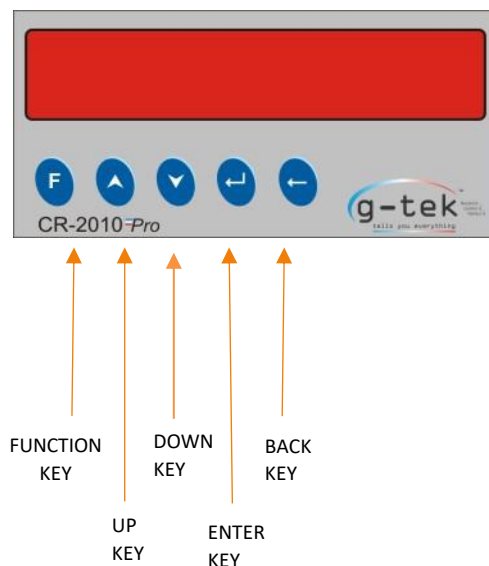 F
CR-2010 Pro
g-tek
tells you everything
FUNCTION
KEY
UP
KEY
DOWN
KEY
ENTER
KEY
BACK
KEY